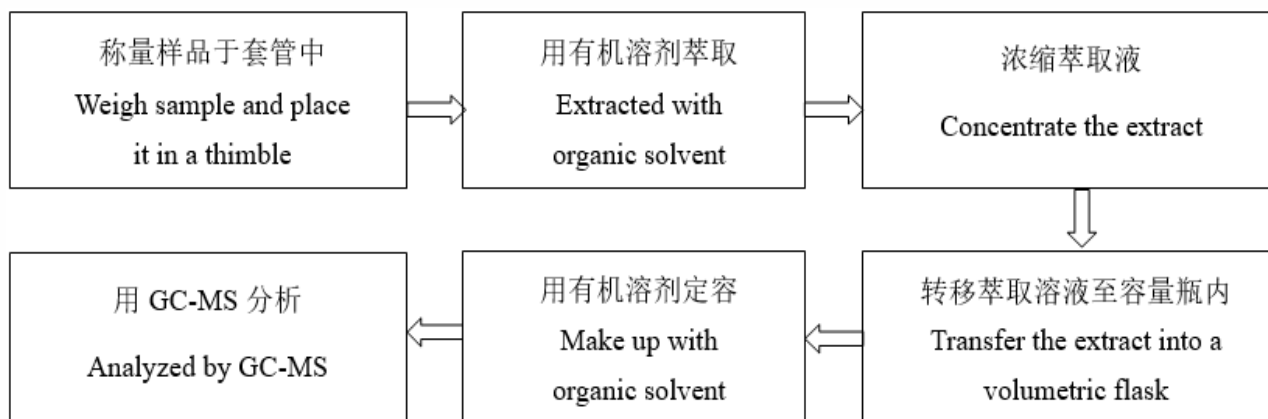 称量样品于套管中
Weigh sample and place
it in a thimble
用有机溶剂萃取
Extracted with
organic solvent
浓缩萃取液
Concentrate the extract
转移萃取溶液至容量瓶内
Transfer the extract into a
volumetric flask
用有机溶剂定容
Make up with
organic solvent
用 GC-MS 分析
Analyzed by GC-MS